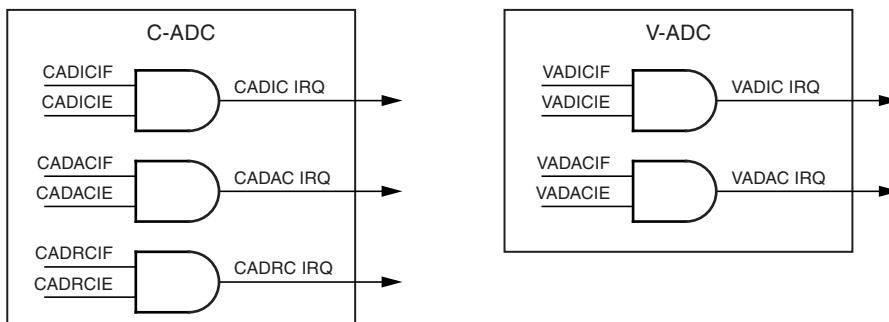 C-ADC
CADICIF
CADICIE
CADIC IRQ
CADACIF
CADACIE
CADAC IRQ
CADRCIF
CADRCIE
CADRC IRQ
V-ADC
VADICIF
VADICIE
VADIC IRQ
VADACIF
VADACIE
VADAC IRQ